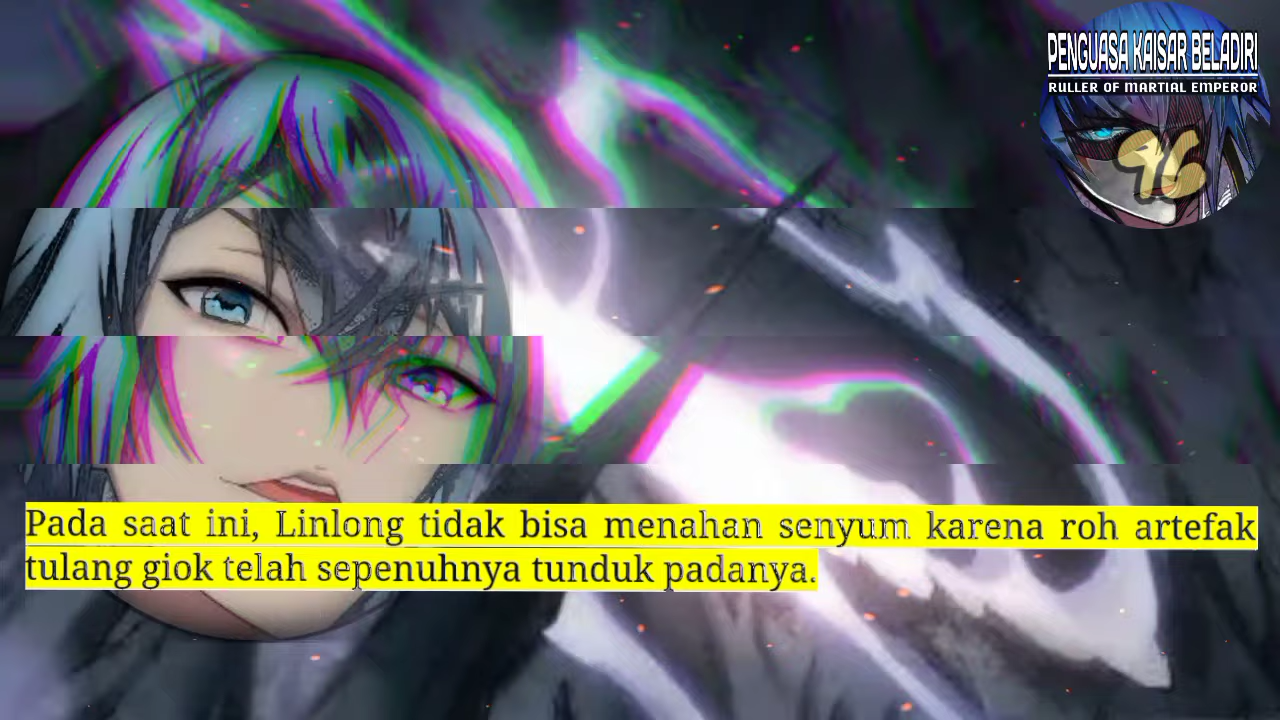 PENGUASA KAISAR BELADIRI
RULLER OF MARTIAL EMPEROR
96
Pada saat ini, Linlong tidak bisa menahan senyum karena roh artefak
tulang giok telah sepenuhnya tunduk padanya.